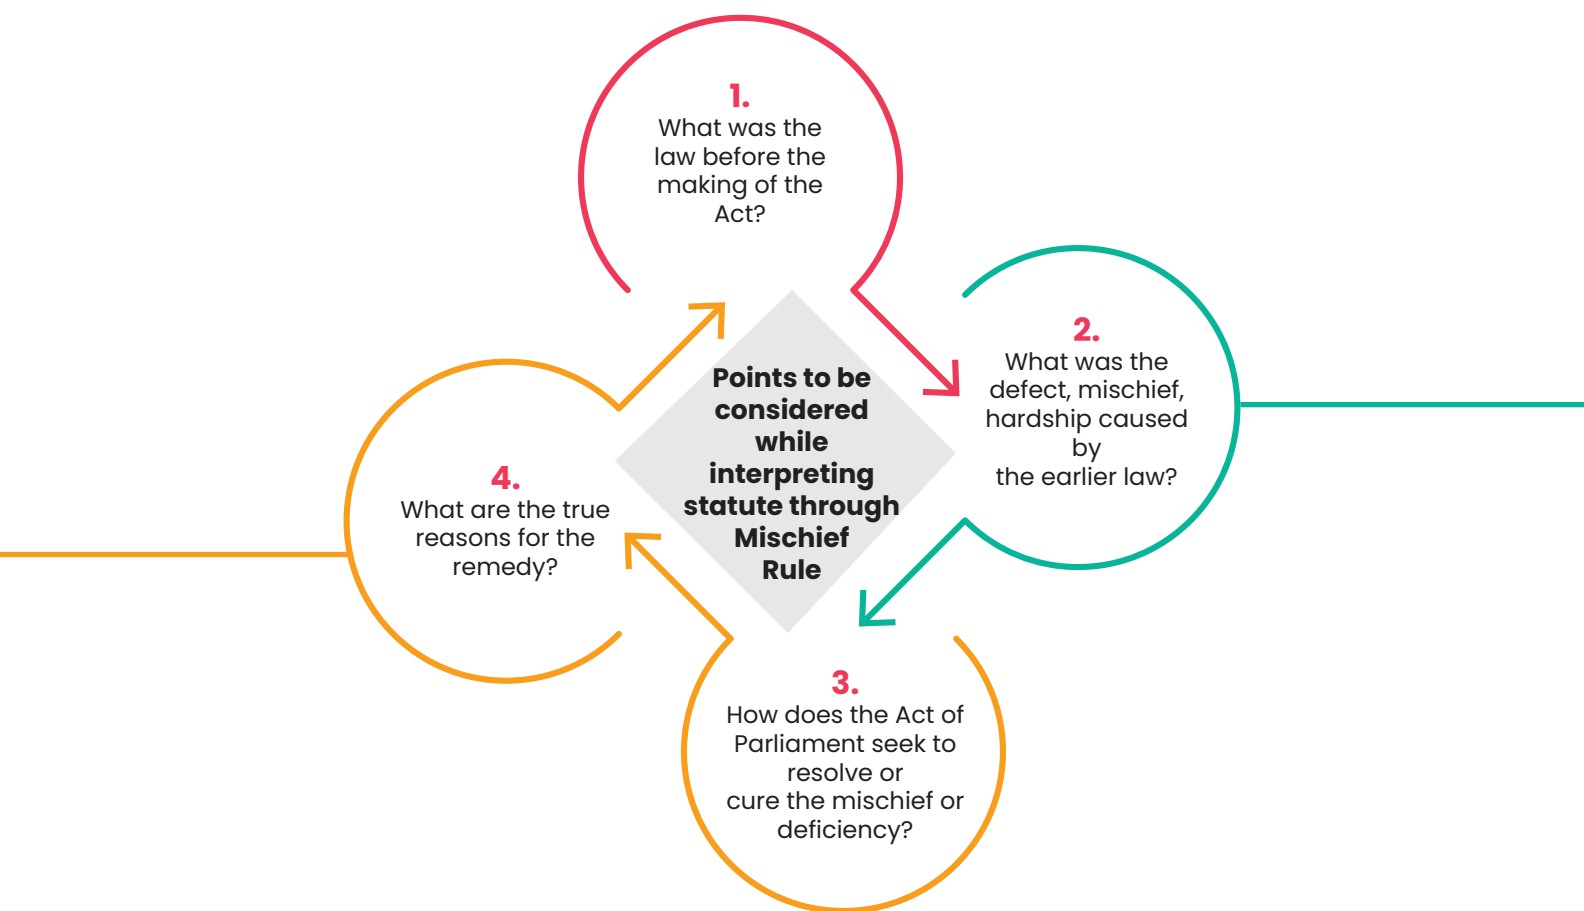 1.
What was the
law before the
making of the
Act?
2.
What was the
defect, mischief,
hardship caused
by
the earlier law?
3.
How does the Act of
Parliament seek to
resolve or
cure the mischief or
deficiency?
4.
What are the true
reasons for the
remedy?
Points to be
considered
while
interpreting
statute through
Mischief
Rule